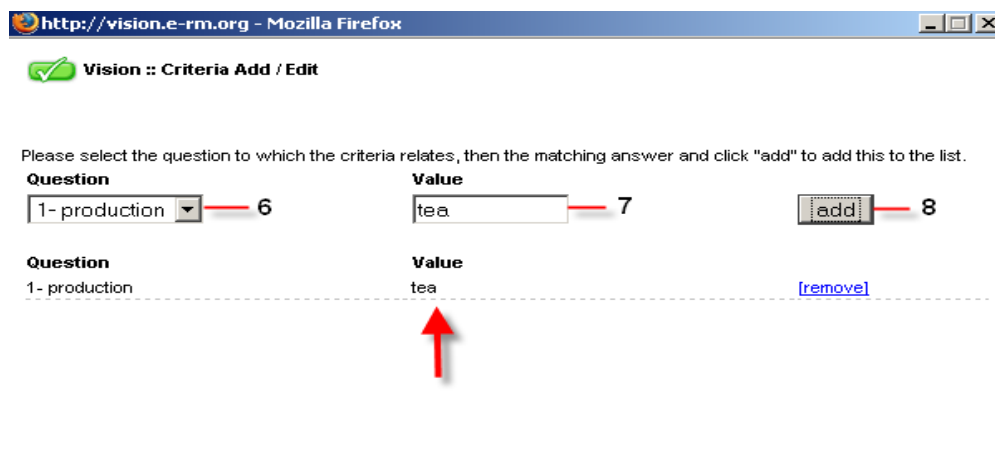 http://vision.e-rm.org - Mozilla Firefox
Vision :: Criteria Add / Edit
Please select the question to which the criteria relates, then the matching answer and click "add" to add this to the list.
Question Value
1- production 6 tea 7 add 8
Question Value
1- production tea [remove]